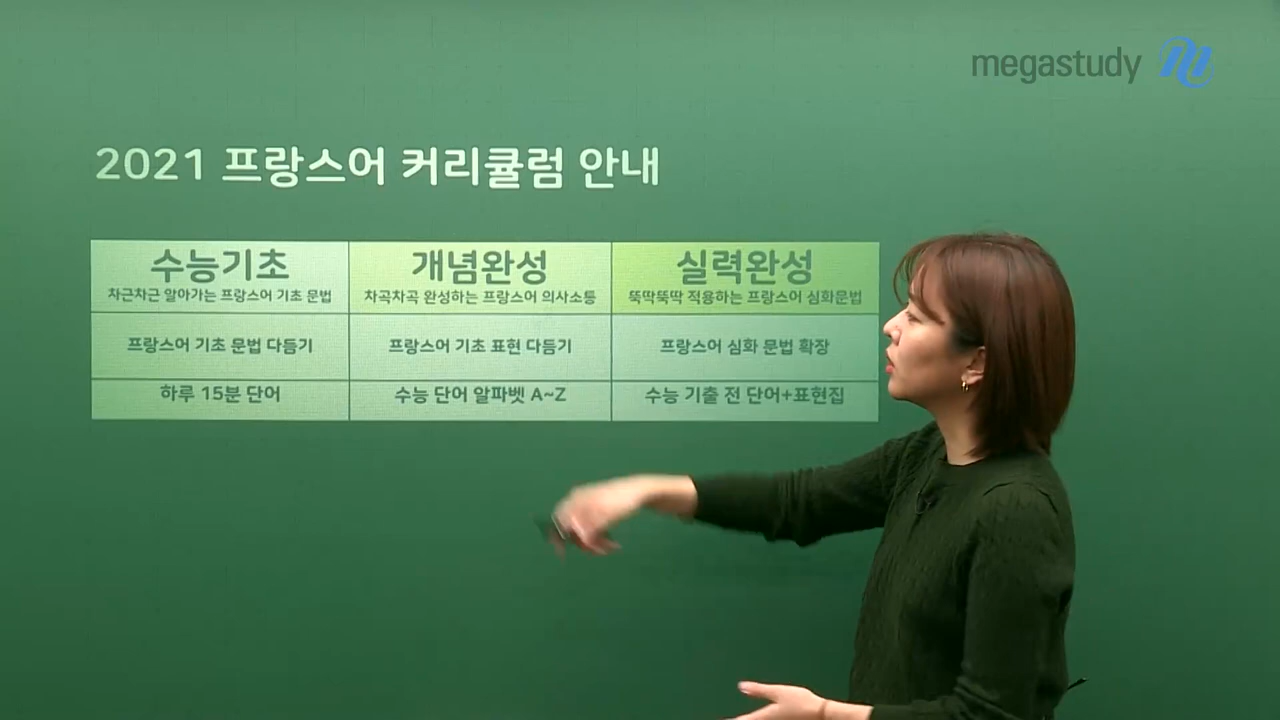 megastudy
2021 프랑스어 커리큘럼 안내
수능기초
차근차근 알아가는 프랑스어 기초 문법
개념완성
차곡차곡 완성하는 프랑스어 의사소통
실력완성
뚝딱뚝딱 적용하는 프랑스어 심화문법
프랑스어 기초 문법 다듬기
프랑스어 기초 표현 다듬기
프랑스어 심화 문법 확장
하루 15분 단어
수능 단어 알파벳 A~Z
수능 기출 전 단어+표현집